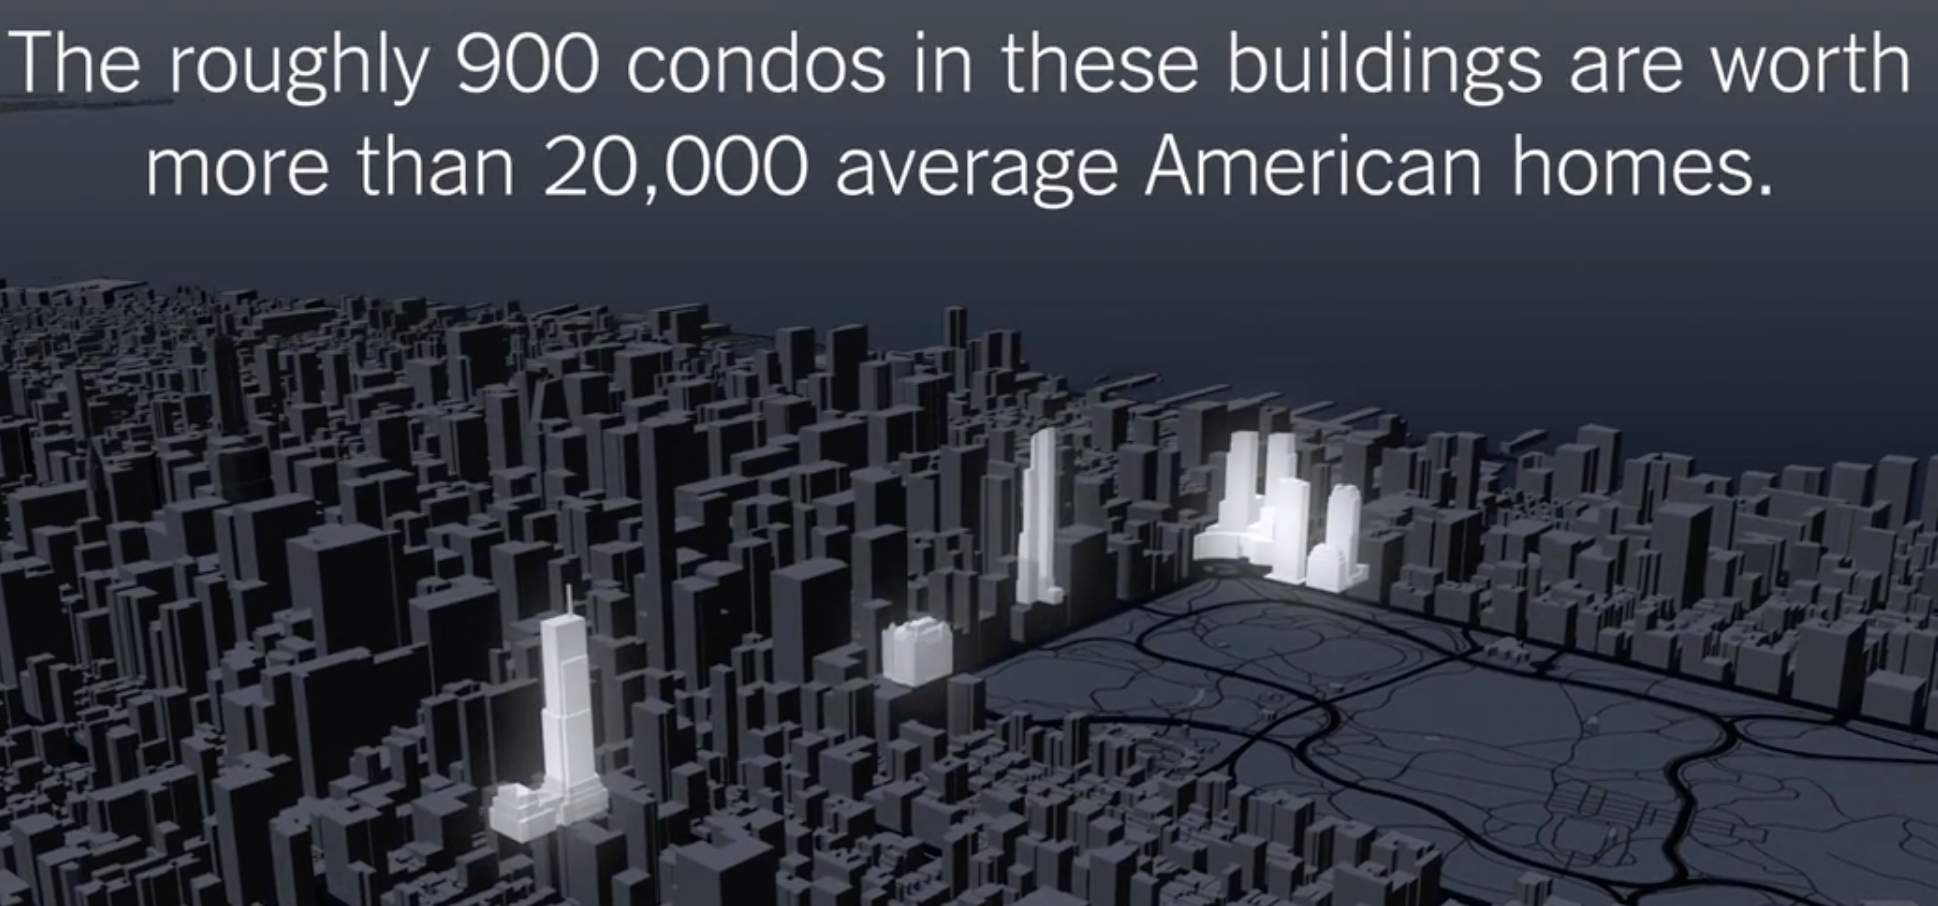 The roughly 900 condos in these buildings are worth
more than 20,000 average American homes.